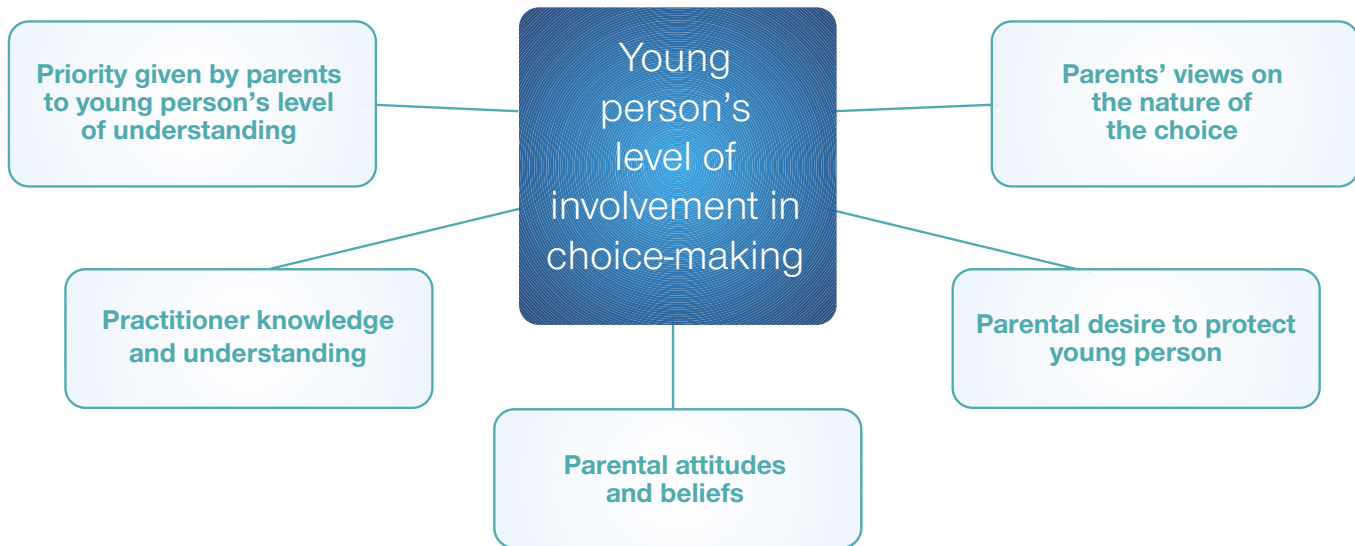 Priority given by parents
to young person’s level
of understanding
Young
person’s
level of
involvement in
choice-making
Parents’ views on
the nature of
the choice
Practitioner knowledge
and understanding
Parental desire to protect
young person
Parental attitudes
and beliefs